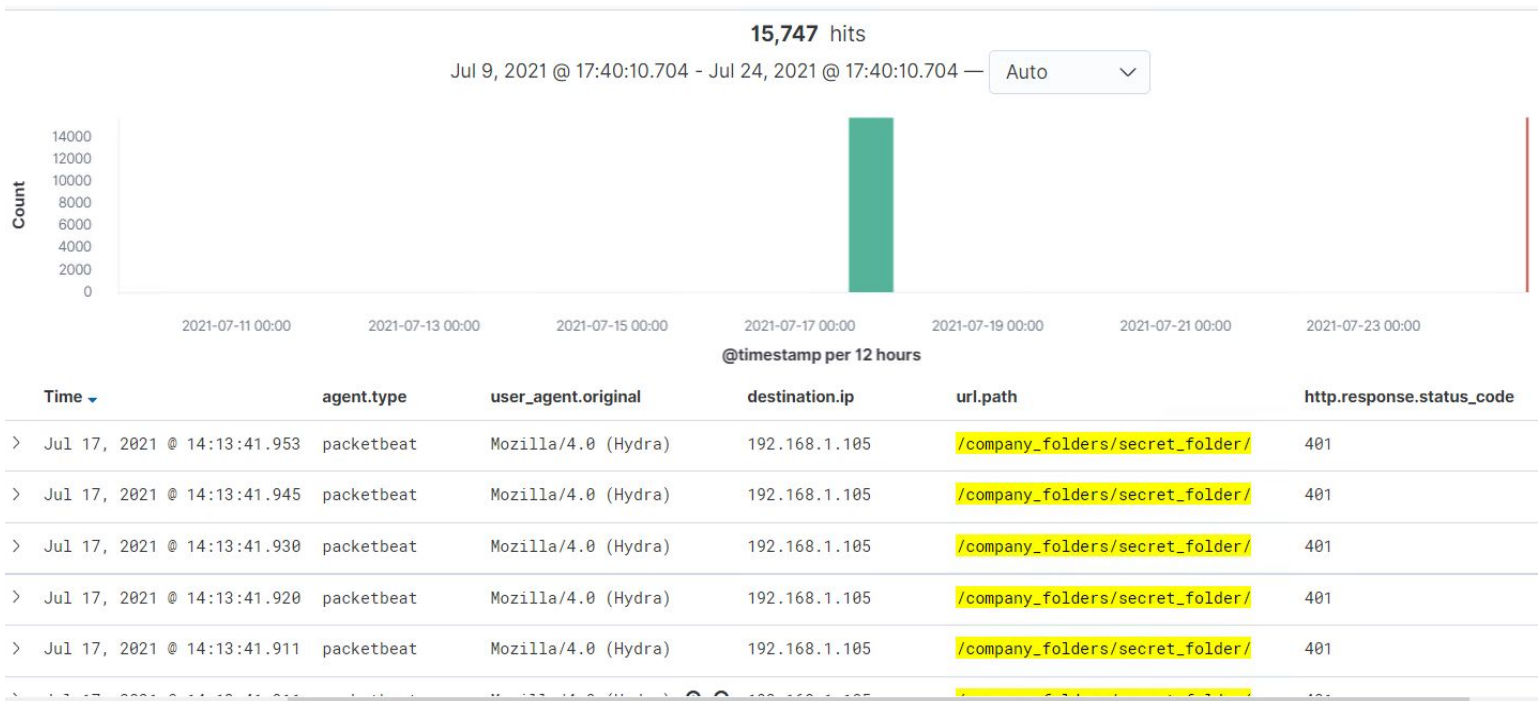 15,747 hits
Jul 9, 2021 @ 17:40:10.704 - Jul 24, 2021 @ 17:40:10.704 — Auto
Count
14000
12000
10000
8000
6000
4000
2000
0
2021-07-11 00:00 2021-07-13 00:00 2021-07-15 00:00 2021-07-17 00:00 2021-07-19 00:00 2021-07-21 00:00 2021-07-23 00:00
@timestamp per 12 hours
Time agent.type user_agent.original destination.ip url.path http.response.status_code
> Jul 17, 2021 @ 14:13:41.953 packetbeat Mozilla/4.0 (Hydra) 192.168.1.105 /company_folders/secret_folder/ 401
> Jul 17, 2021 @ 14:13:41.945 packetbeat Mozilla/4.0 (Hydra) 192.168.1.105 /company_folders/secret_folder/ 401
> Jul 17, 2021 @ 14:13:41.930 packetbeat Mozilla/4.0 (Hydra) 192.168.1.105 /company_folders/secret_folder/ 401
> Jul 17, 2021 @ 14:13:41.920 packetbeat Mozilla/4.0 (Hydra) 192.168.1.105 /company_folders/secret_folder/ 401
> Jul 17, 2021 @ 14:13:41.911 packetbeat Mozilla/4.0 (Hydra) 192.168.1.105 /company_folders/secret_folder/ 401